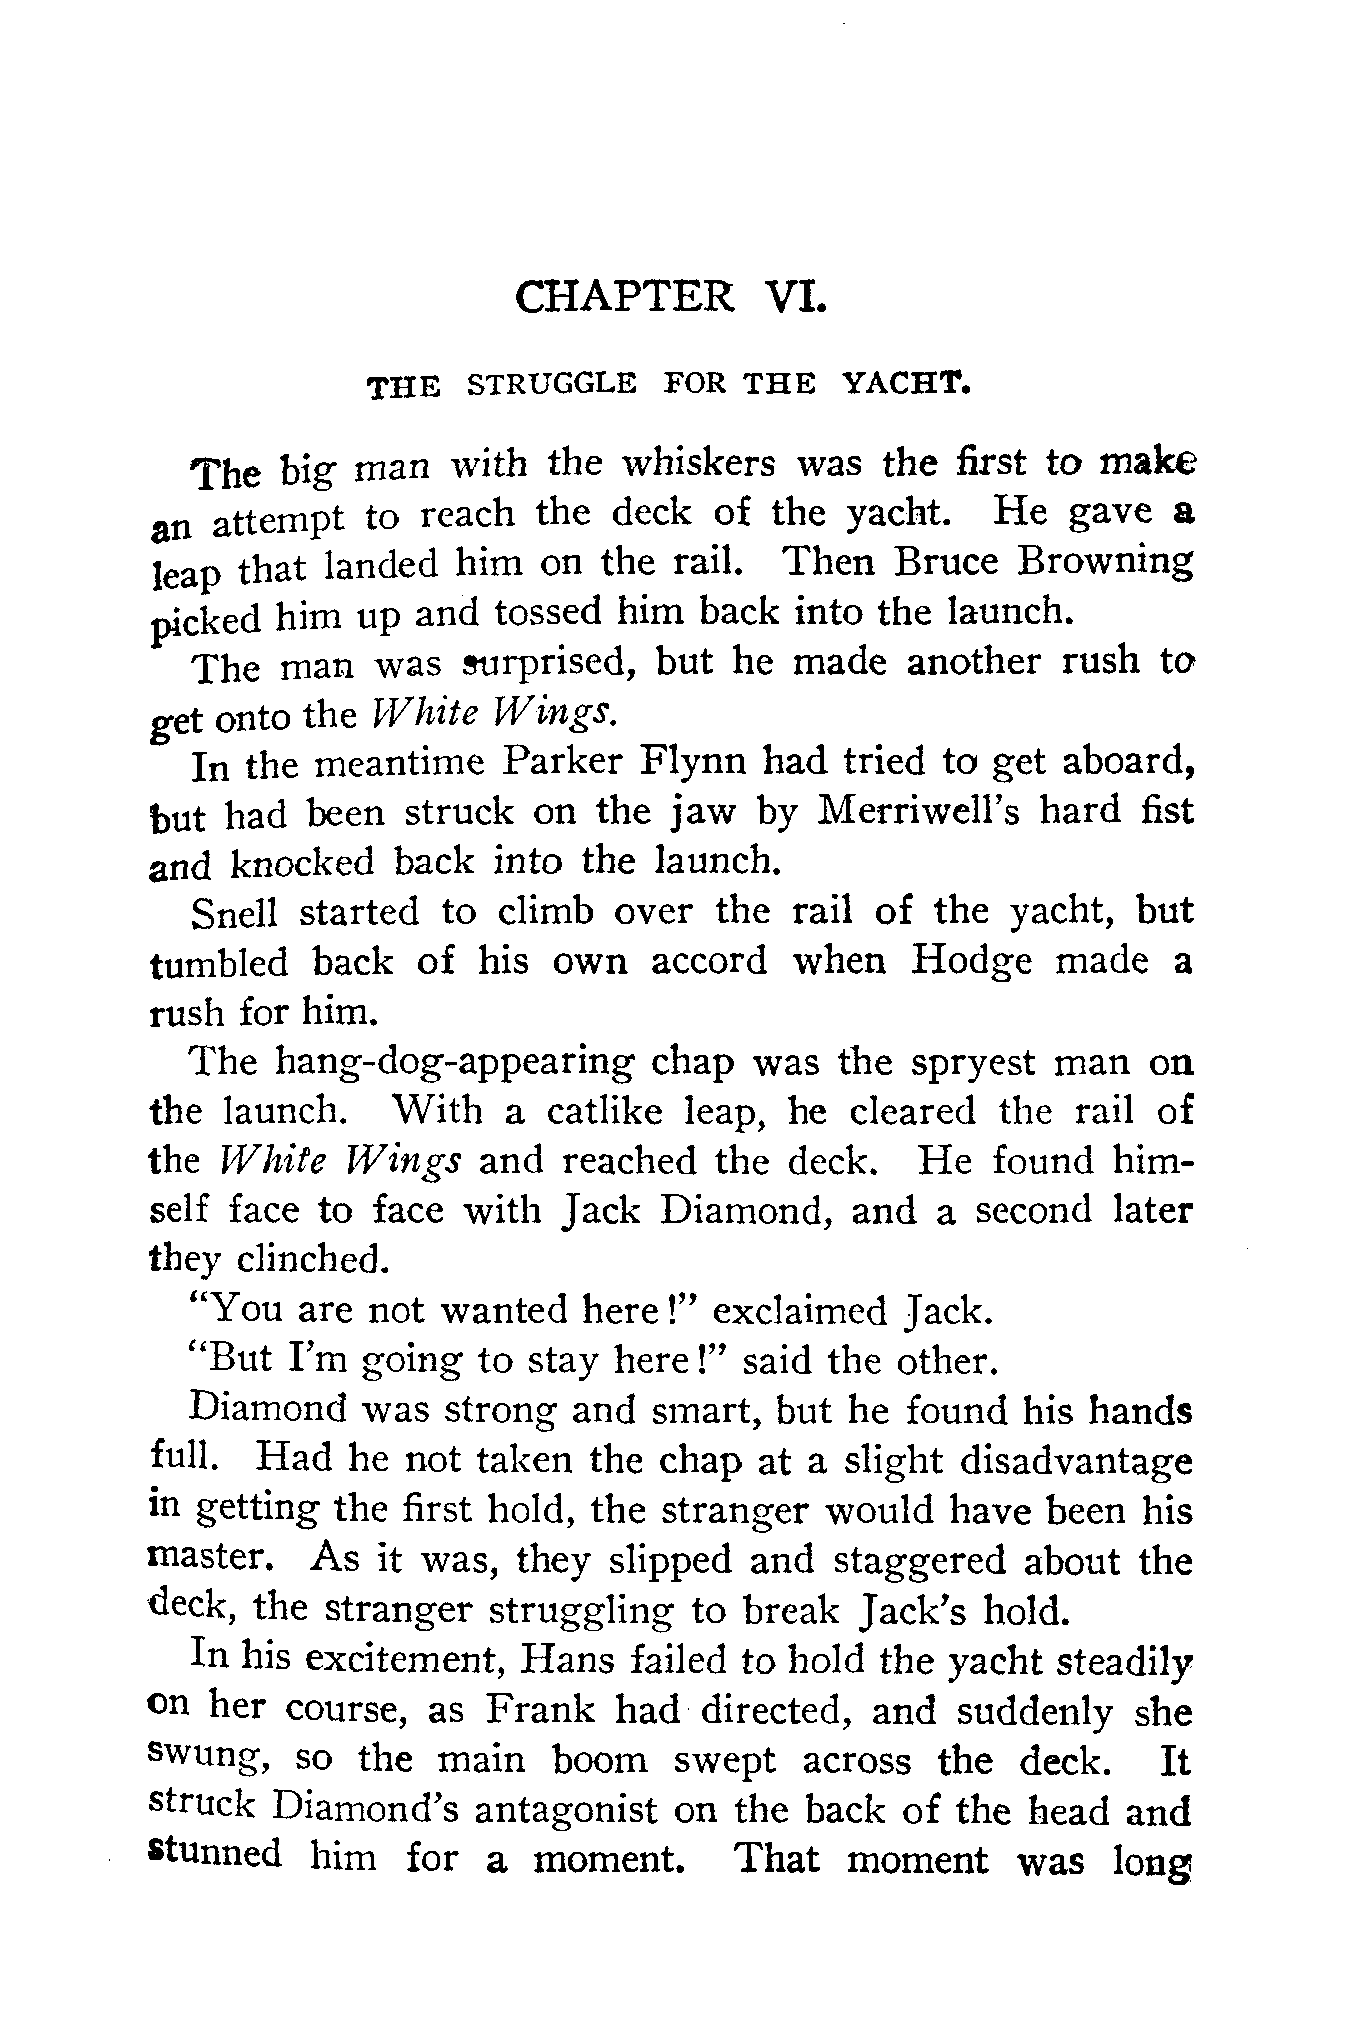 CHAPTER VI.
THE STRUGGLE FOR THE YACHT.
The big man with the whiskers was the first to make
an attempt to reach the deck of the yacht. He gave a
leap that landed him on the rail. Then Bruce Browning
picked him up and tossed him back into the launch.
The man was surprised, but he made another rush to
get onto the White Wings.
In the meantime Parker Flynn had tried to get aboard,
but had been struck on the jaw by Merriwell's hard fist
and knocked back into the launch.
Snell started to climb over the rail of the yacht, but
tumbled back of his own accord when Hodge made a
rush for him.
The hang-dog-appearing chap was the spryest man on
the launch. With a catlike leap, he cleared the rail of
the White Wings and reached the deck. He found him-
self face to face with Jack Diamond, and a second later
they clinched.
"You are not wanted here!" exclaimed Jack.
"But I'm going to stay here!" said the other.
Diamond was strong and smart, but he found his hands
full. Had he not taken the chap at a slight disadvantage
in getting the first hold, the stranger would have been his
master. As it was, they slipped and staggered about the
deck, the stranger struggling to break Jack's hold.
In his excitement, Hans failed to hold the yacht steadily
on her course, as Frank had directed, and suddenly she
swung, so the main boom swept across the deck. It
struck Diamond's antagonist on the back of the head and
stunned him for a moment. That moment was long